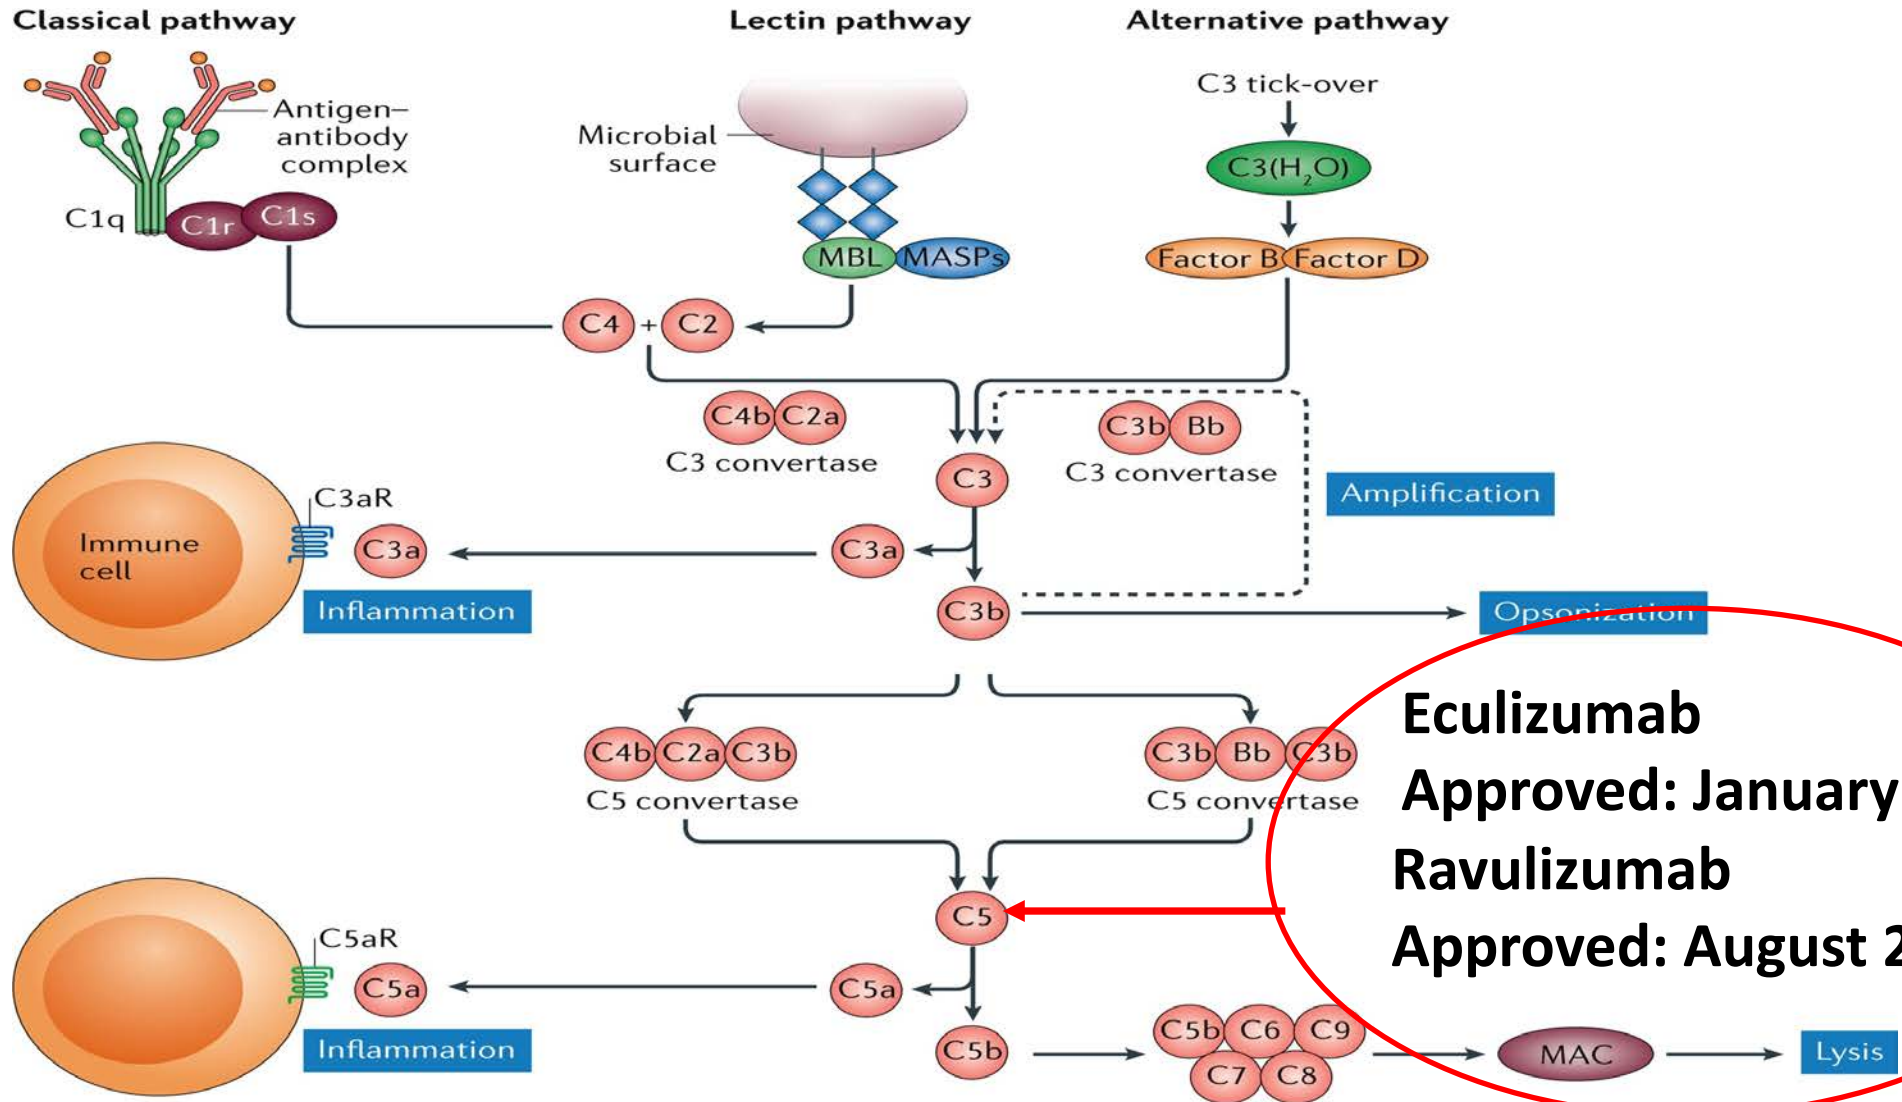 Classical pathway
Lectin pathway
Alternative pathway
Antigen–
antibody
complex
C1q
C1r
C1s
Microbial
surface
MBL
MASPs
C3 tick-over
C3(H₂O)
Factor B
Factor D
C4 + C2
C4b C2a
C3 convertase
C3b Bb
C3 convertase
C3
Amplification
Immune
cell
C3aR
C3a
C3a
Inflammation
C3b
Opsonization
C4b C2a C3b
C5 convertase
C3b Bb C3b
C5 convertase
Eculizumab
Approved: January
Ravulizumab
Approved: August 2
C5
C5aR
C5a
C5a
Inflammation
C5b
C5b C6 C9
C7 C8
MAC
Lysis